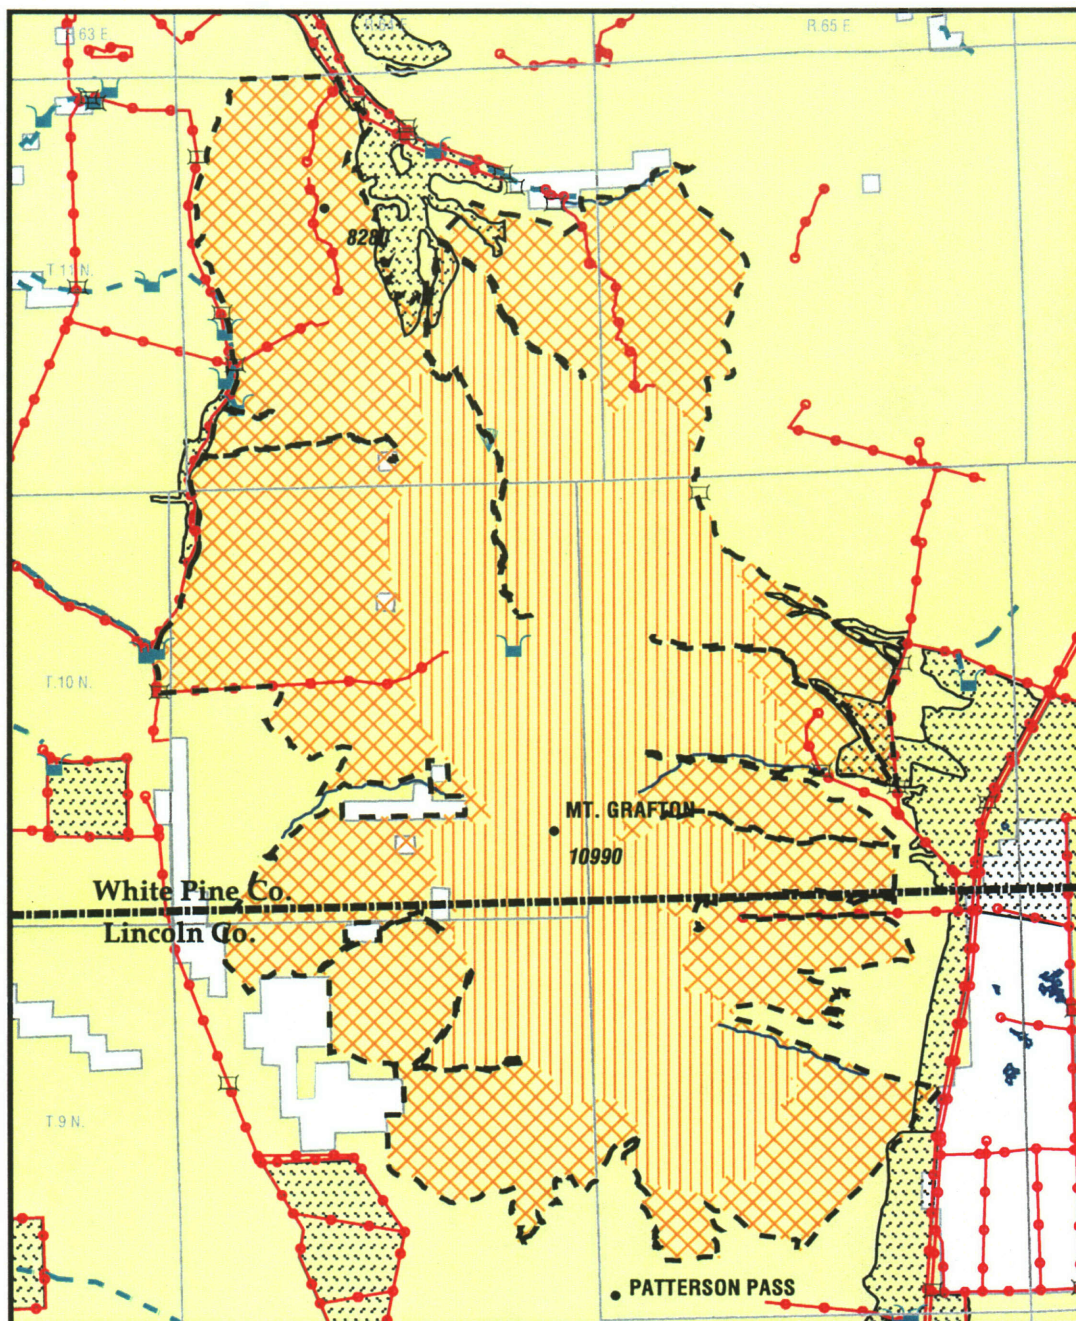 R.63 E.
R.65 E.
8280
T.11 N.
T.10 N.
MT. GRAFTON
10990
White Pine Co.
Lincoln Co.
T.9 N.
PATTERSON PASS